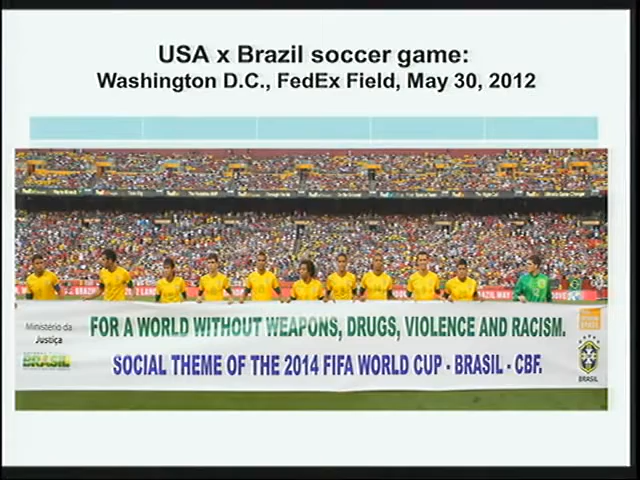 USA x Brazil soccer game:
Washington D.C., FedEx Field, May 30, 2012
Ministério da
Justiça
BRASIL
FOR A WORLD WITHOUT WEAPONS, DRUGS, VIOLENCE AND RACISM.
SOCIAL THEME OF THE 2014 FIFA WORLD CUP - BRASIL - CBF.
BRASIL